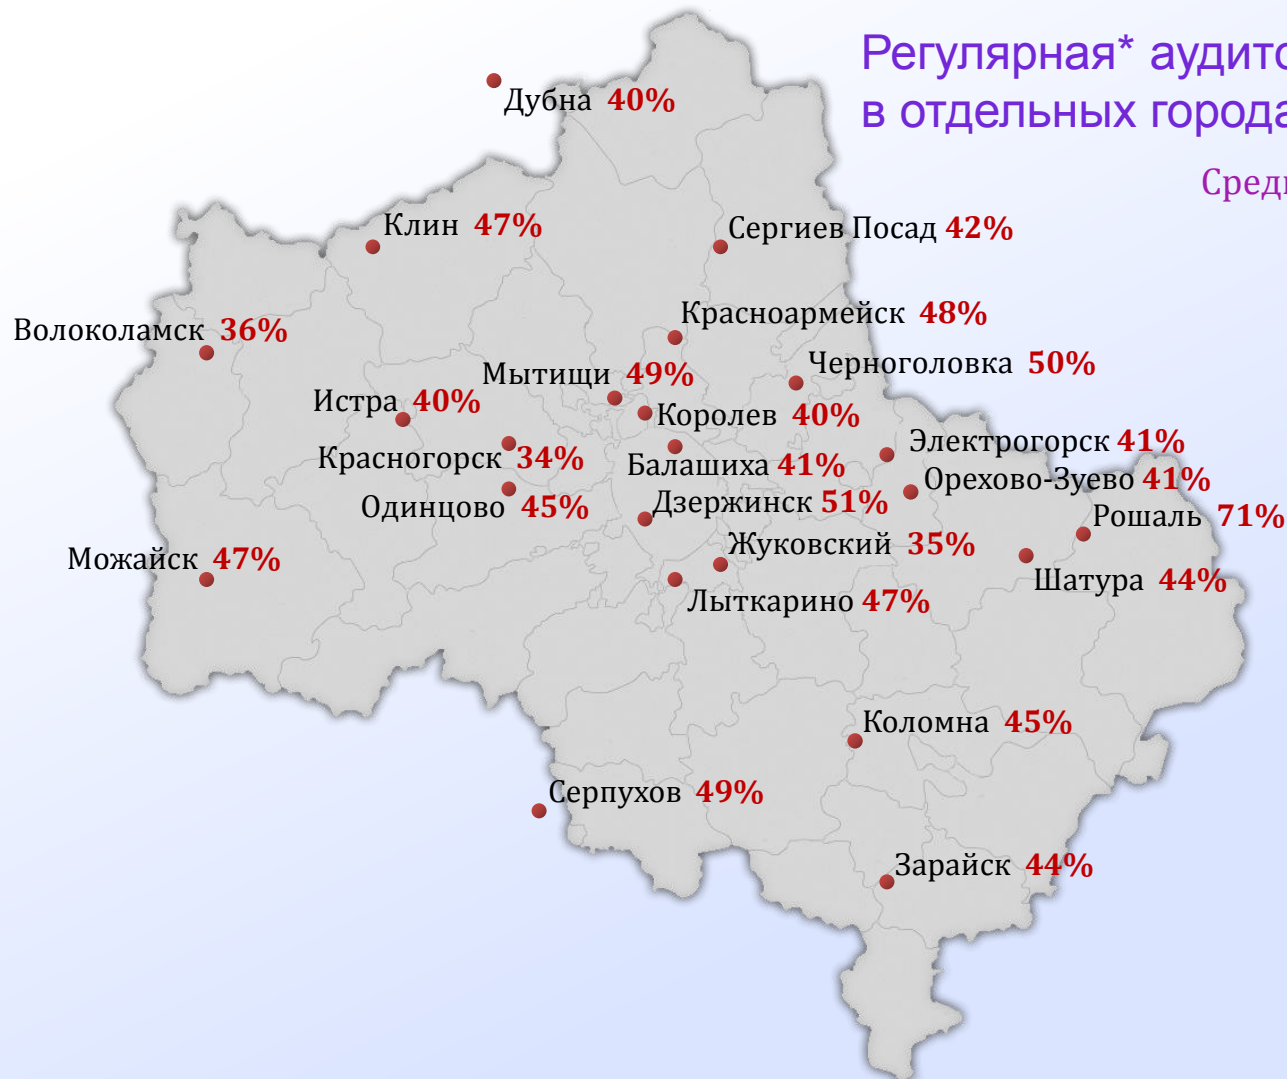 Регулярная*
в отдельных
Дубна 40%
Клин 47%
Сергиев Посад 42%
Красноармейск 48%
Волоколамск 36%
Черноголовка 50%
Мытищи 49%
Истра 40%
Королев 40%
Электрогорск 41%
Красногорск 34%
Балашиха 41%
Орехово-Зуево 41%
Одинцово 45%
Дзержинск 51%
Рошаль 71%
Жуковский 35%
Можайск 47%
Шатура 44%
Лыткарино 47%
Коломна 45%
Серпухов 49%
Зарайск 44%